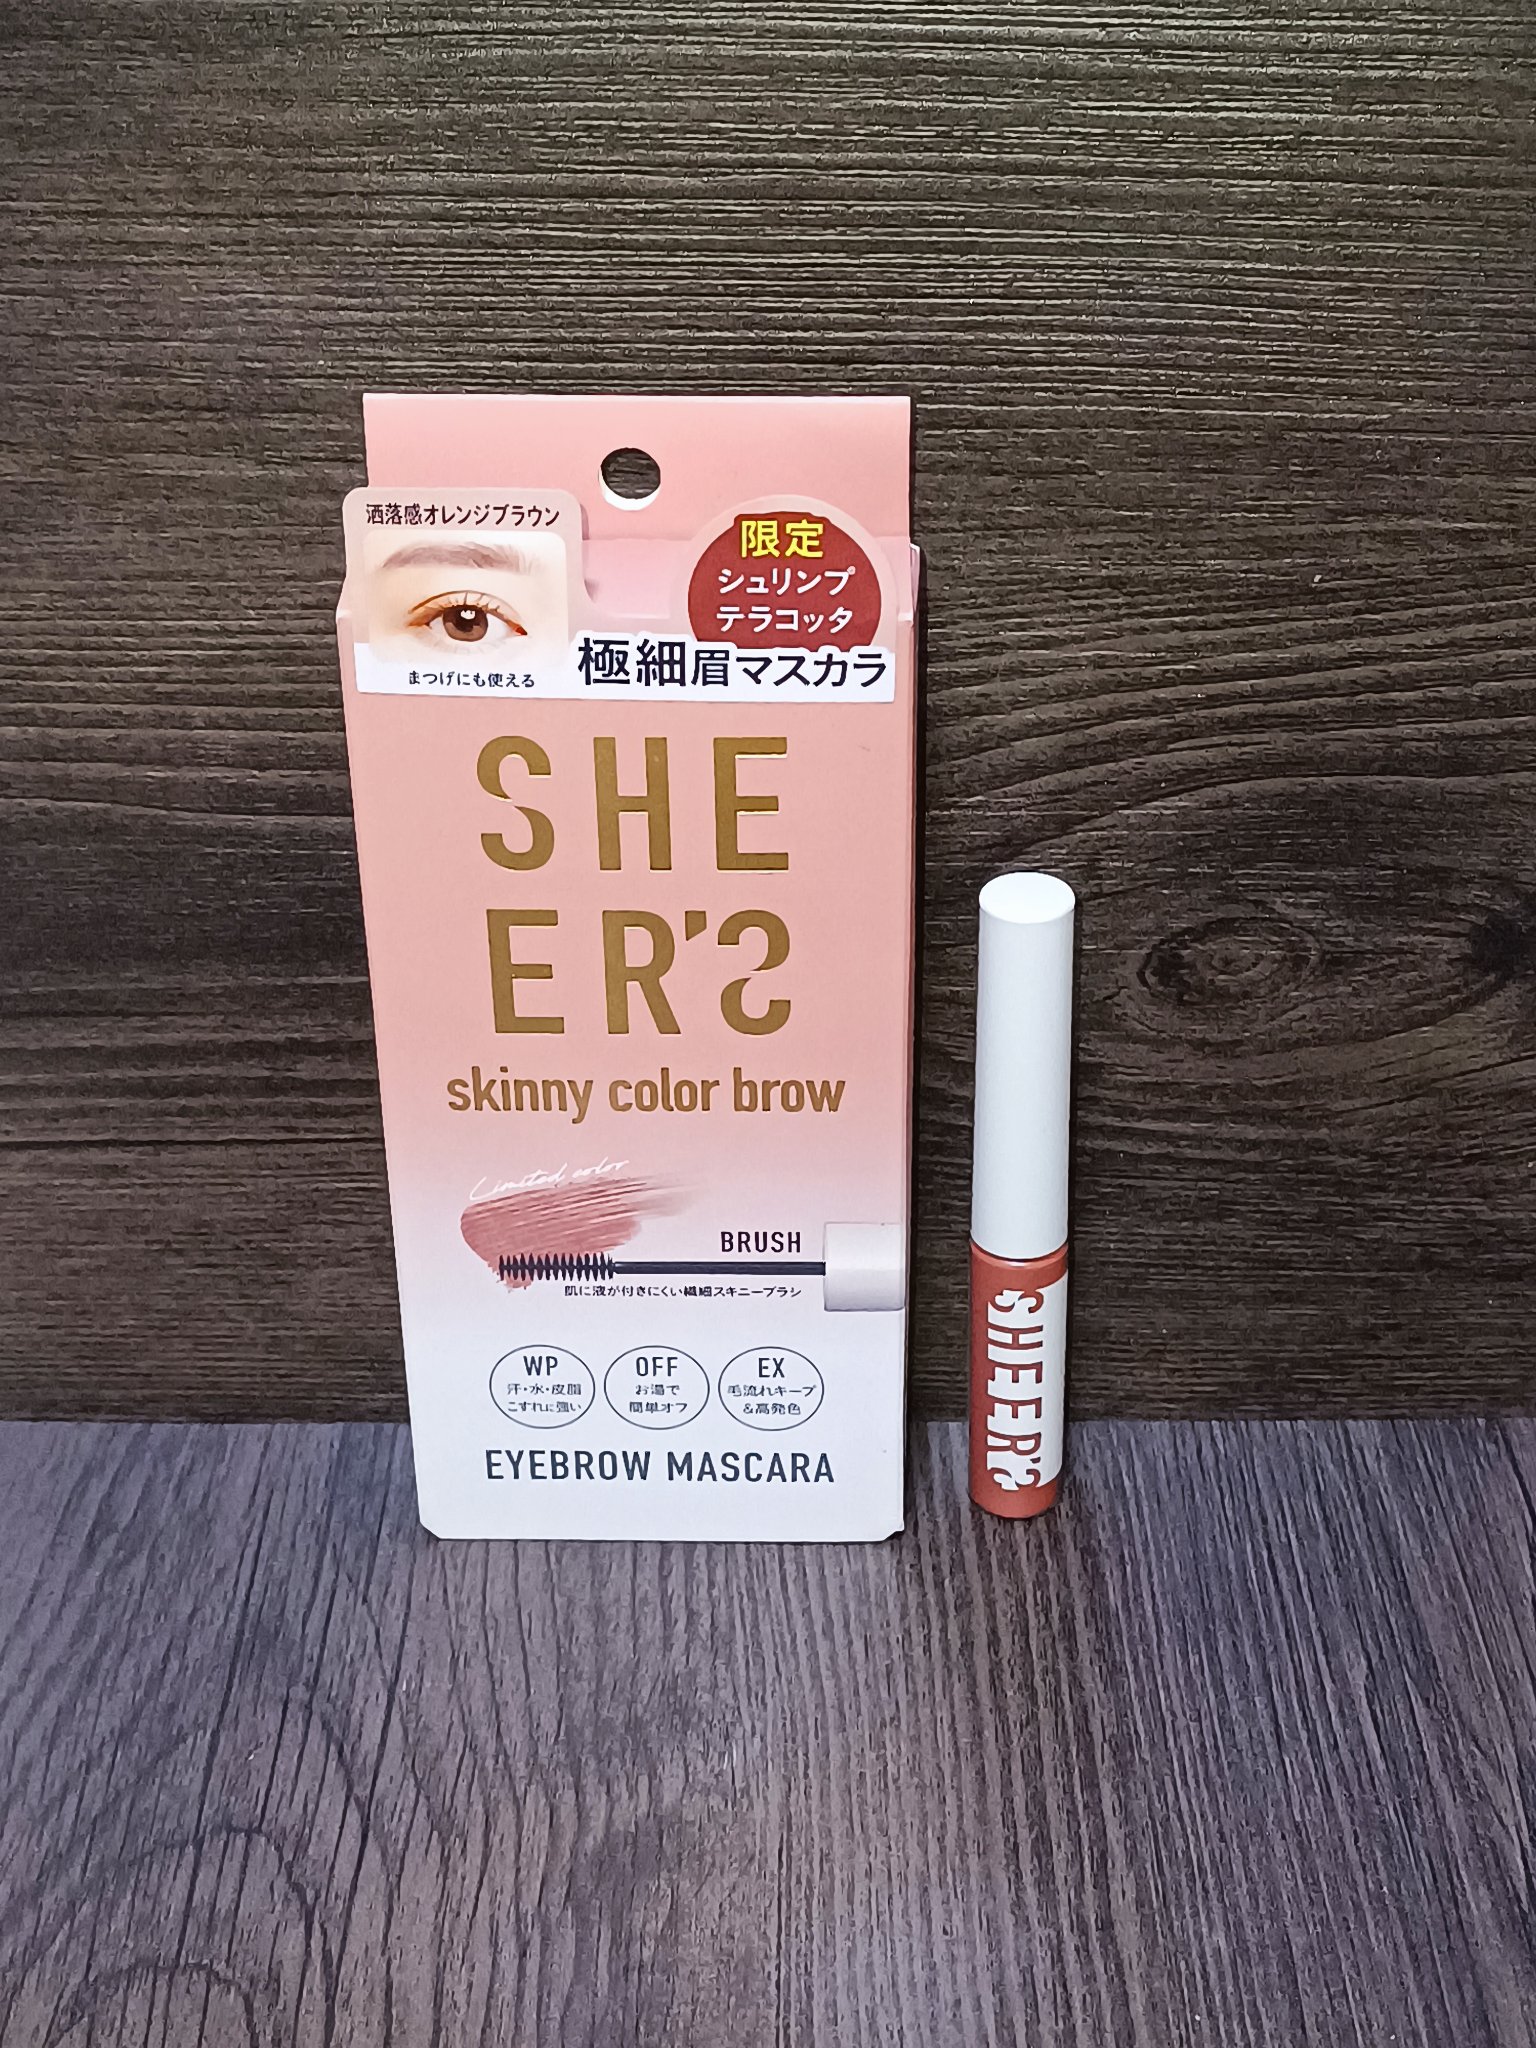 洒落感オレンジブラウン
まつげにも使える
限定
シュリンプ
テラコッタ
極細眉マスカラ
SHE
ER'S
skinny color brow
Limited color
BRUSH
肌に液が付きにくい繊細スキニーブラシ
WP
汗・水・皮脂
こすれに強い
OFF
お湯で
簡単オフ
EX
毛流れキープ
&高発色
EYEBROW MASCARA
SHEER'S